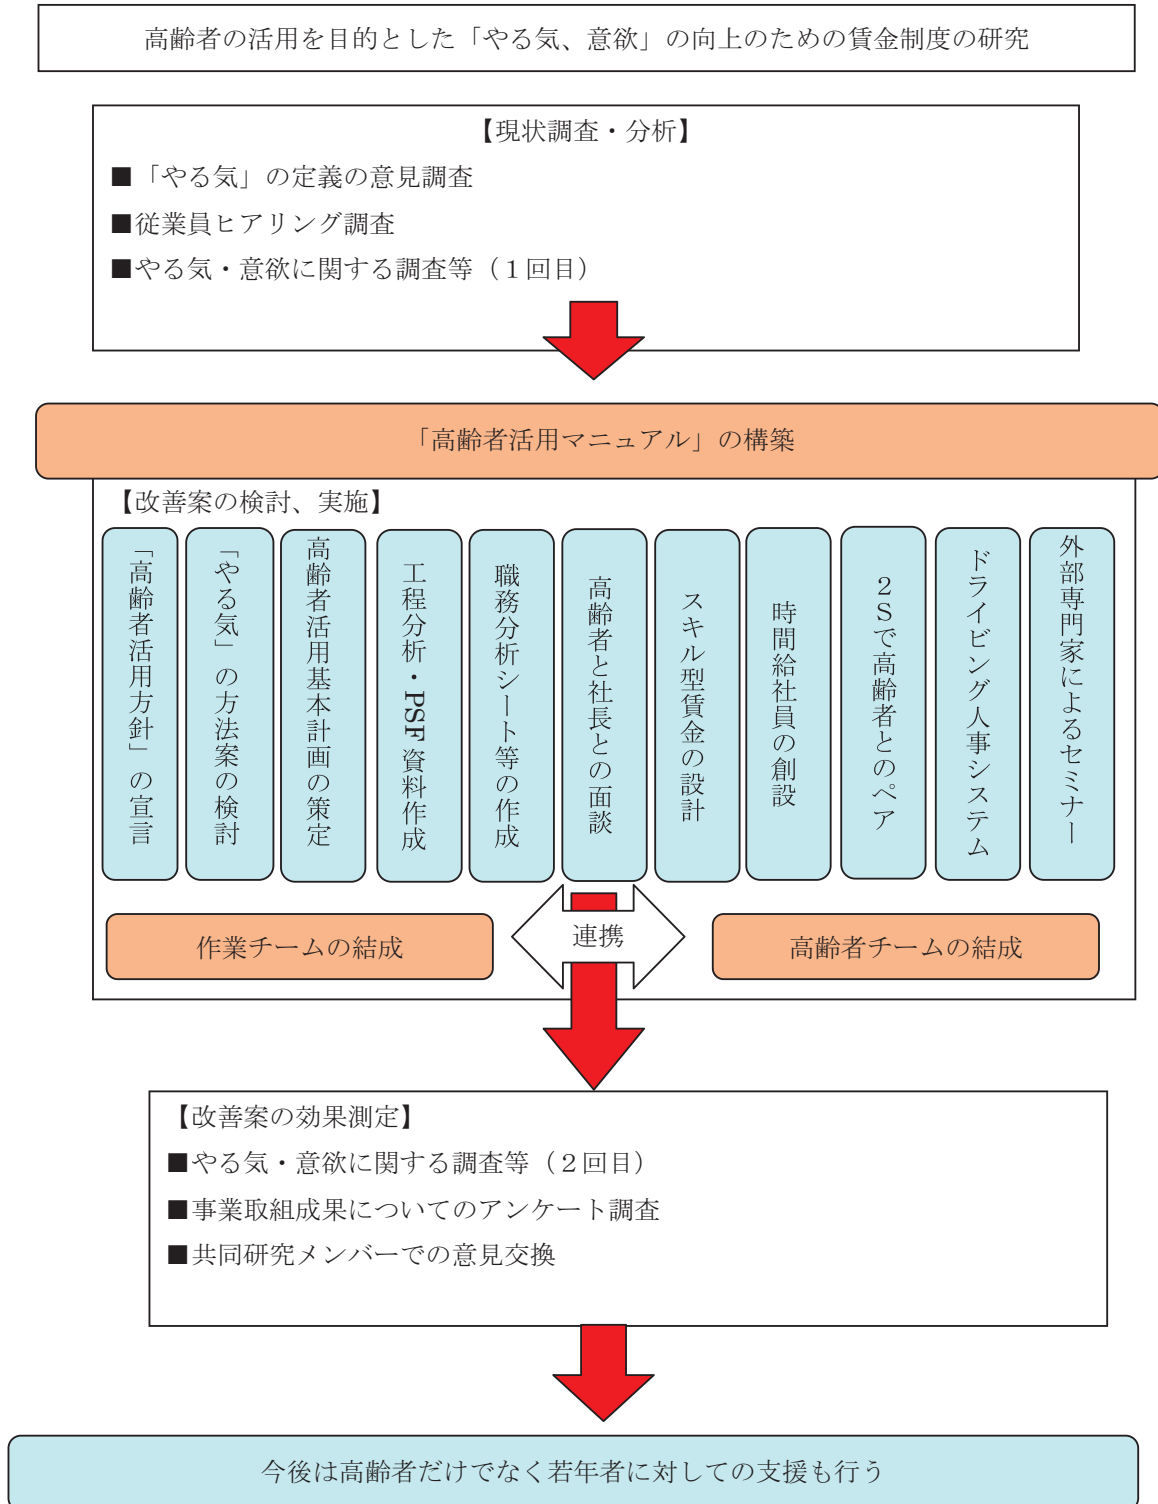 高齢者の活用を目的とした「やる気、意欲」の向上のための賃金制度の研究
【現状調査・分析】
■「やる気」の定義の意見調査
■従業員ヒアリング調査
■やる気・意欲に関する調査等（１回目）
「高齢者活用マニュアル」の構築
【改善案の検討、実施】
「高齢者活用方針」の宣言
「やる気」の方法案の検討
高齢者活用基本計画の策定
工程分析・PSF 資料作成
職務分析シート等の作成
高齢者と社長との面談
スキル型賃金の設計
時間給社員の創設
２Ｓで高齢者とのペア
ドライビング人事システム
外部専門家によるセミナー
作業チームの結成
連携
高齢者チームの結成
【改善案の効果測定】
■やる気・意欲に関する調査等（２回目）
■事業取組成果についてのアンケート調査
■共同研究メンバーでの意見交換
今後は高齢者だけでなく若年者に対しての支援も行う